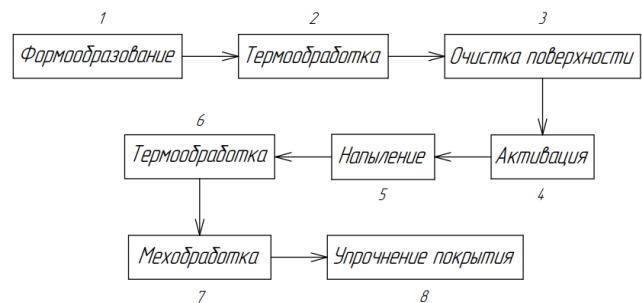 1
2
3
Формообразование
Термообработка
Очистка поверхности
6
Термообработка
Напыление
Активация
5
4
Мехобработка
Упрочнение покрытия
7
8